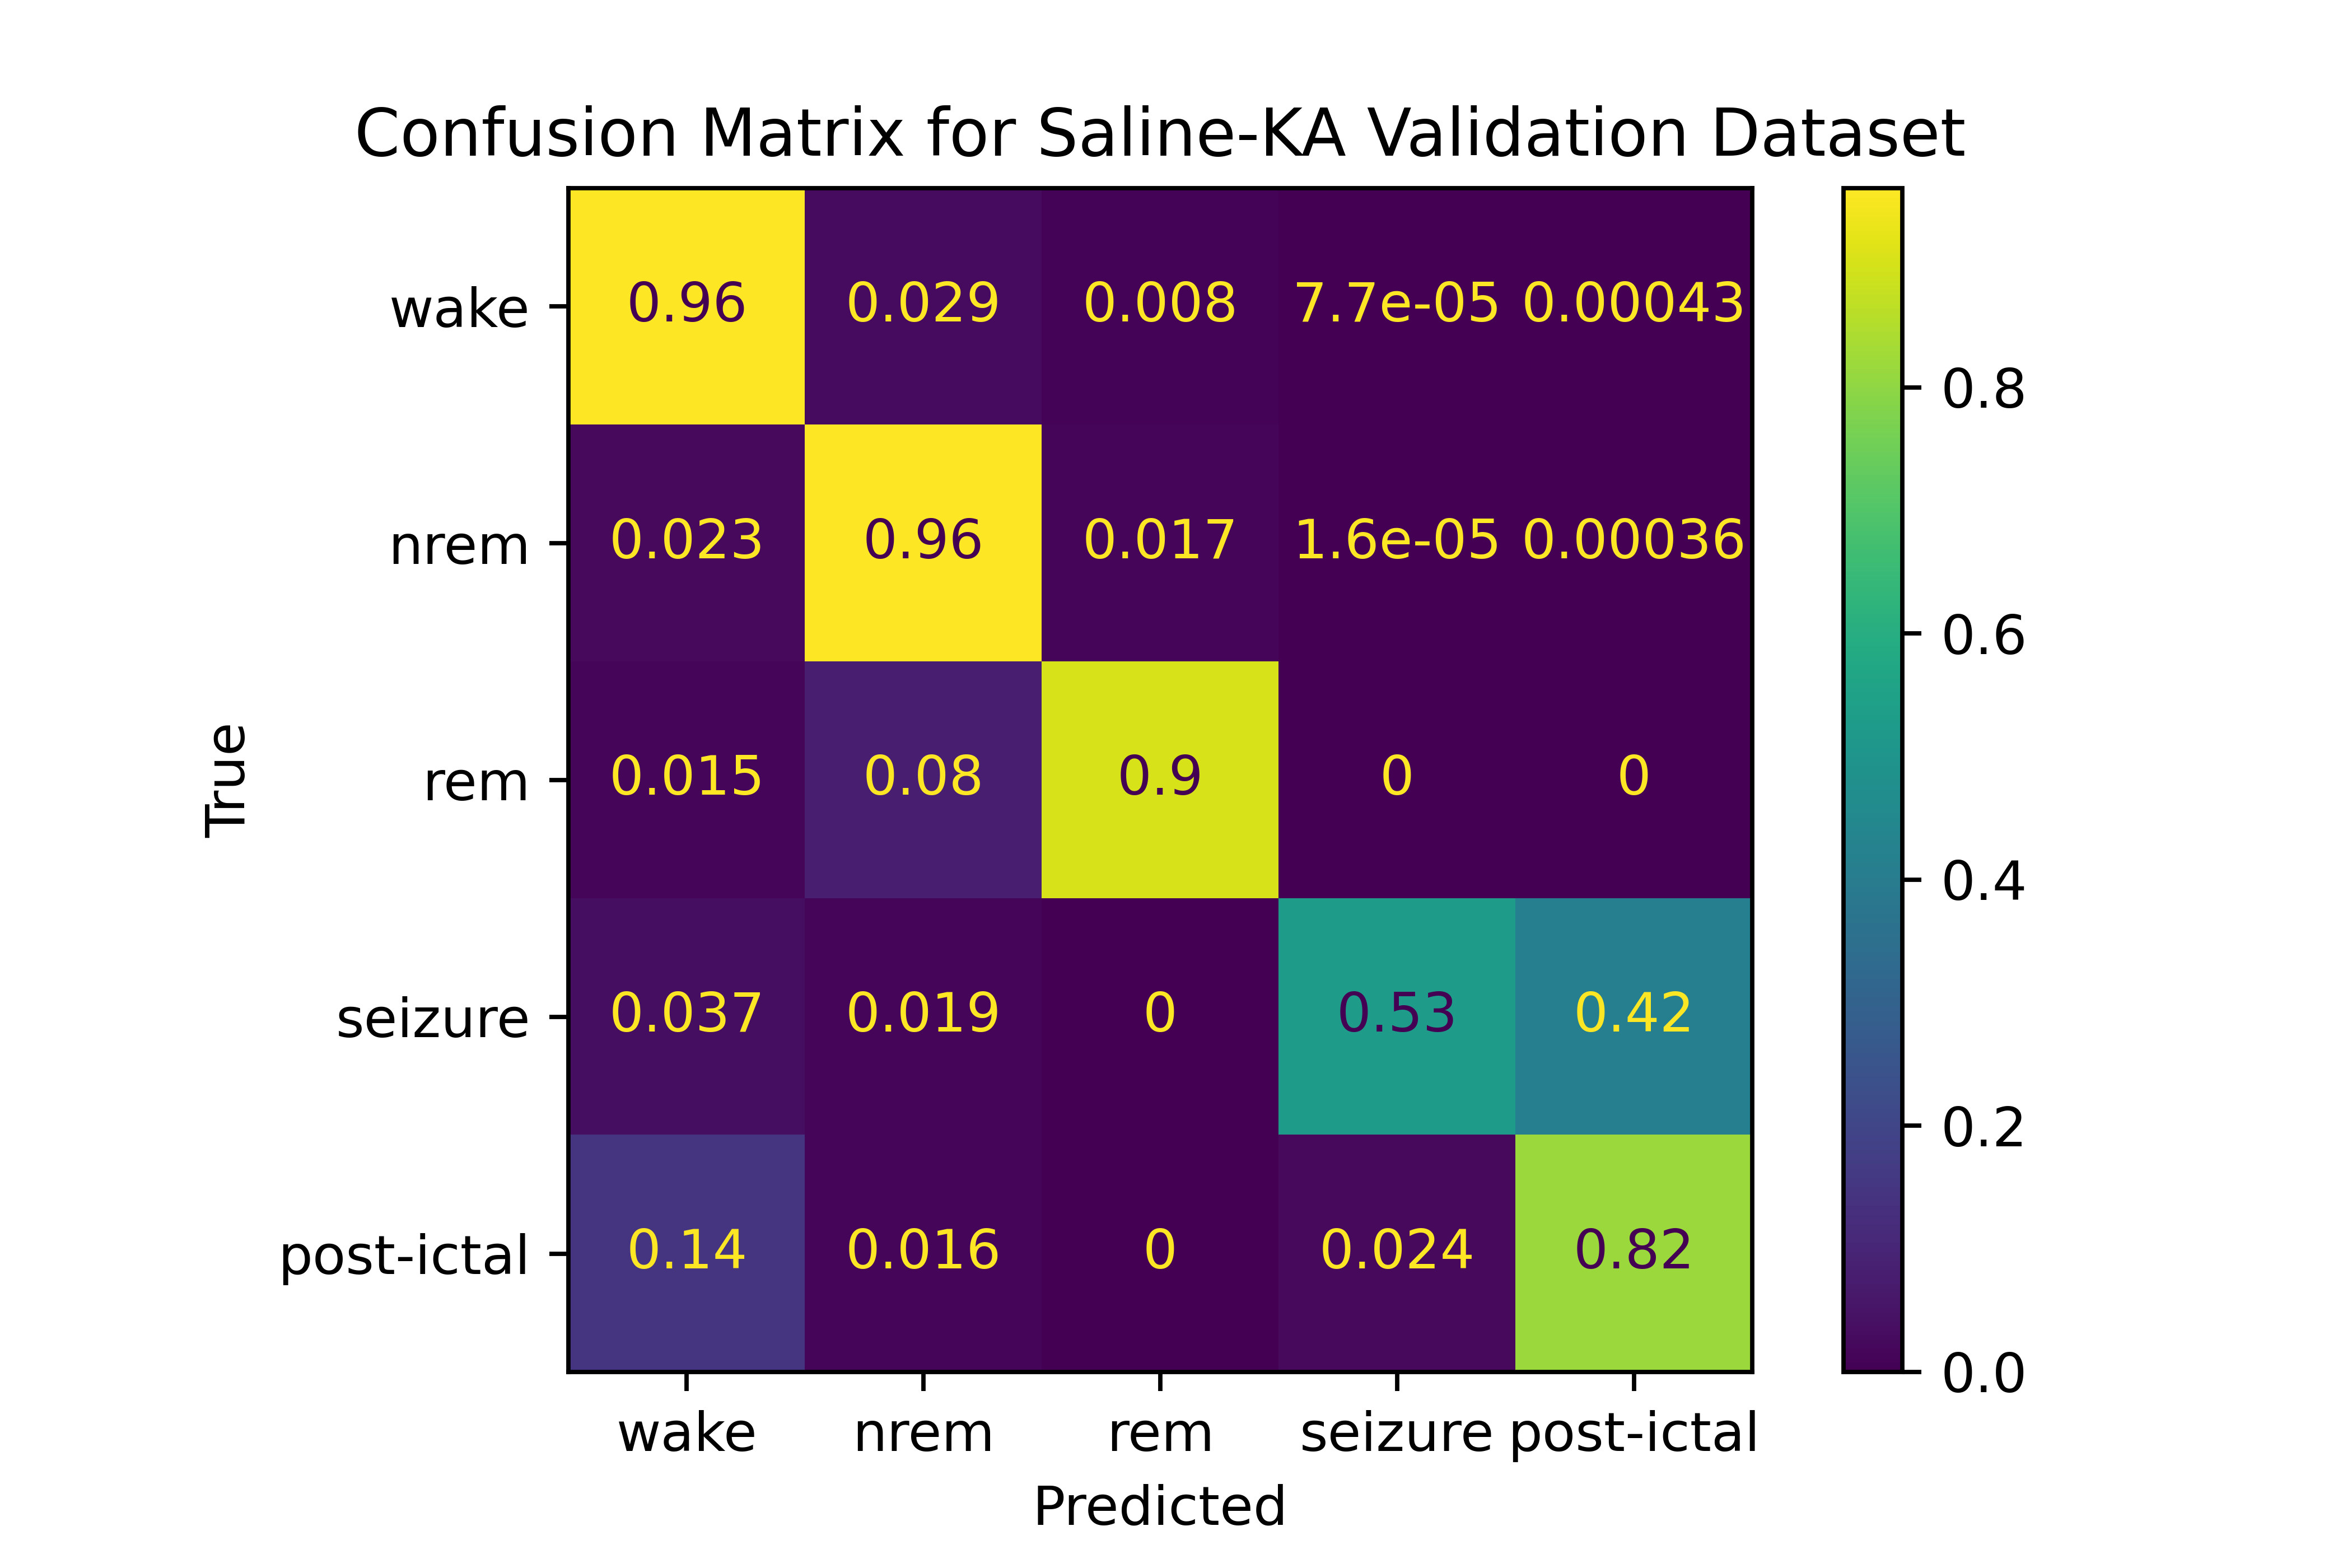 Confusion Matrix for Saline-KA Validation Dataset
wake 0.96 0.029 0.008 7.7e-05 0.00043
nrem 0.023 0.96 0.017 1.6e-05 0.00036
rem 0.015 0.08 0.9 0 0
seizure 0.037 0.019 0 0.53 0.42
post-ictal 0.14 0.016 0 0.024 0.82
wake nrem rem seizure post-ictal
Predicted
True
0.8
0.6
0.4
0.2
0.0